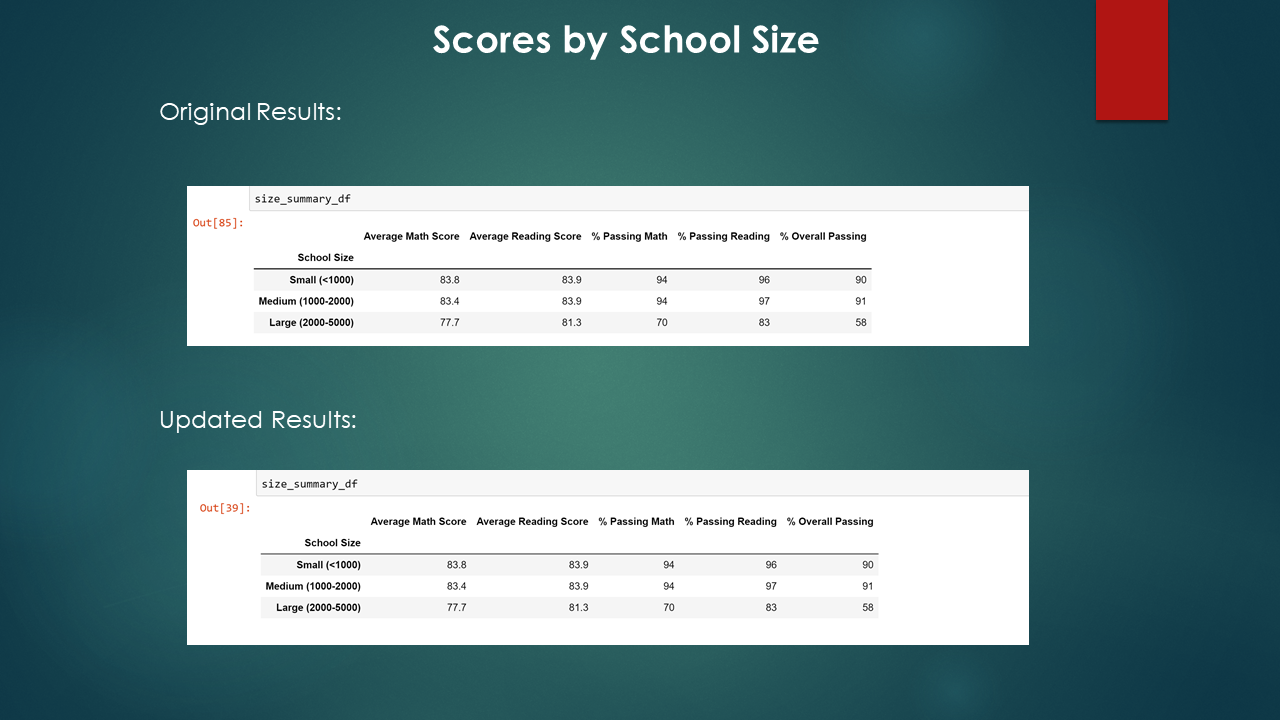 Scores by School Size
Original Results:
size_summary_df
Out[85]:
Average Math Score Average Reading Score % Passing Math % Passing Reading % Overall Passing
School Size
Small (<1000) 83.8 83.9 94 96 90
Medium (1000-2000) 83.4 83.9 94 97 91
Large (2000-5000) 77.7 81.3 70 83 58
Updated Results:
size_summary_df
Out[39]:
Average Math Score Average Reading Score % Passing Math % Passing Reading % Overall Passing
School Size
Small (<1000) 83.8 83.9 94 96 90
Medium (1000-2000) 83.4 83.9 94 97 91
Large (2000-5000) 77.7 81.3 70 83 58